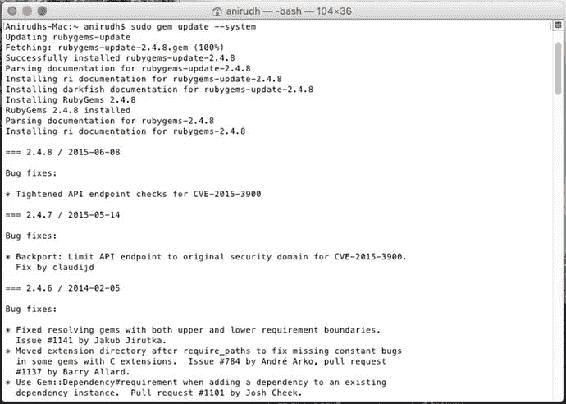 anirudh — -bash — 104×36
Anirudhs-Mac:~ anirudh$ sudo gem update --system
Updating rubygems-update
Fetching: rubygems-update-2.4.8.gem (100%)
Successfully installed rubygems-update-2.4.8
Parsing documentation for rubygems-update-2.4.8
Installing ri documentation for rubygems-update-2.4.8
Installing darkfish documentation for rubygems-update-2.4.8
Installing RubyGems 2.4.8
RubyGems 2.4.8 installed
Parsing documentation for rubygems-2.4.8
Installing ri documentation for rubygems-2.4.8
=== 2.4.8 / 2015-06-08
Bug fixes:
* Tightened API endpoint checks for CVE-2015-3900
=== 2.4.7 / 2015-05-14
Bug fixes:
* Backport: Limit API endpoint to original security domain for CVE-2015-3900.
Fix by claudijd
=== 2.4.6 / 2014-02-05
Bug fixes:
* Fixed resolving gems with both upper and lower requirement boundaries.
Issue #1141 by Jakub Jirutka.
* Moved extension directory after require_paths to fix missing constant bugs
in some gems with C extensions. Issue #784 by André Arko, pull request
#1137 by Barry Allard.
* Use Gem::Dependency#requirement when adding a dependency to an existing
dependency instance. Pull request #1101 by Josh Cheek.